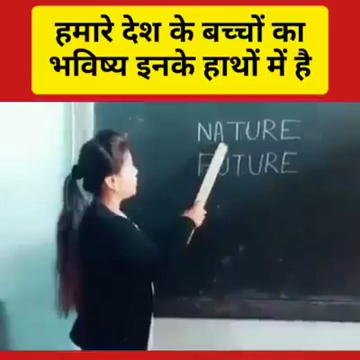 हमारे देश के बच्चों का
भविष्य इनके हाथों में है
NATURE
FUTURE